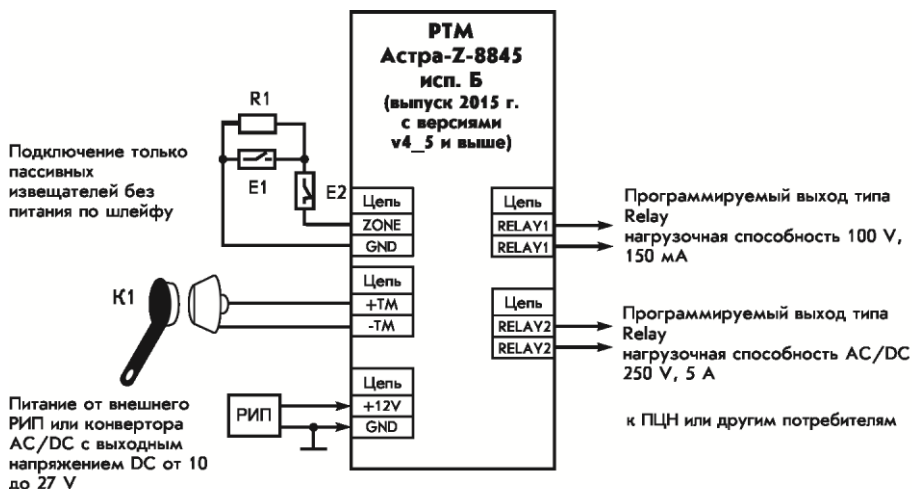 РТМ
Астра-Z-8845
исп. Б
(выпуск 2015 г.
с версиями
v4_5 и выше)
R1
E1
E2
Подключение только
пассивных
извещателей без
питания по шлейфу
Цепь
ZONE
GND
К1
Цепь
+TM
-TM
Питание от внешнего
РИП или конвертора
AC/DC с выходным
напряжением DC от 10
до 27 V
РИП
Цепь
+12V
GND
Цепь
RELAY1
RELAY1
Программируемый выход типа
Relay
нагрузочная способность 100 V,
150 мА
Цепь
RELAY2
RELAY2
Программируемый выход типа
Relay
нагрузочная способность AC/DC
250 V, 5 А
к ПЦН или другим потребителям